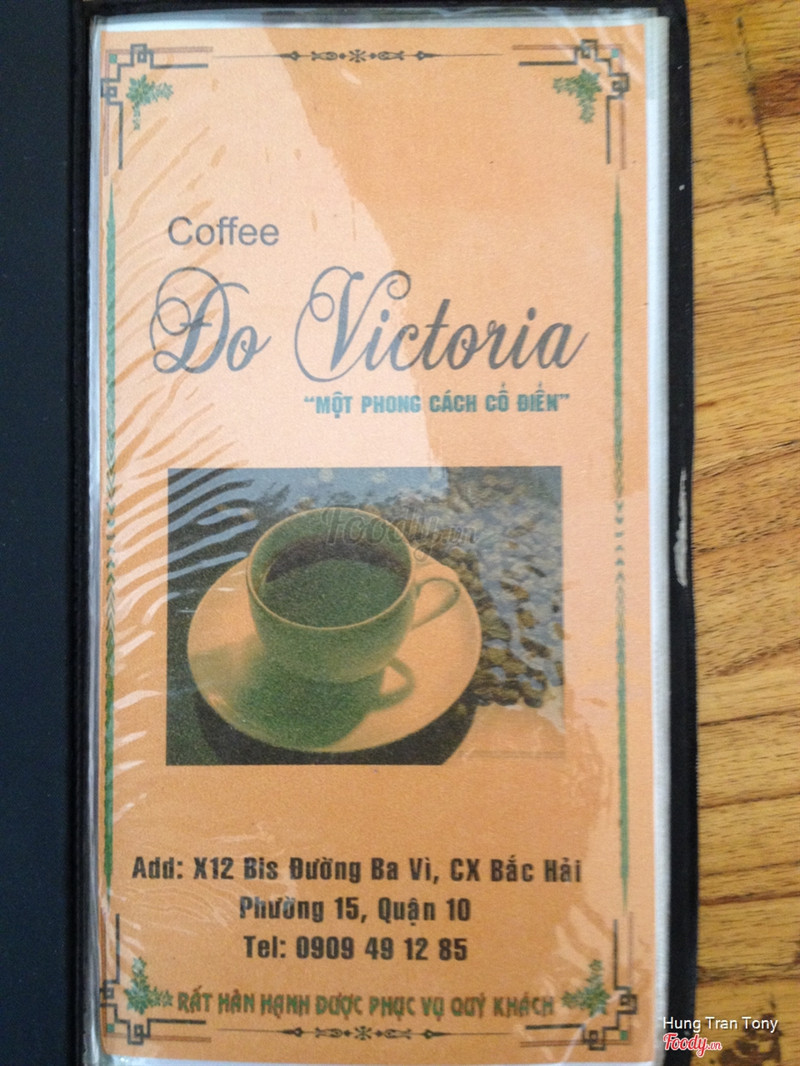 Coffee
Đo Victoria
“MỘT PHONG CÁCH CỔ ĐIỂN”
Foody.vn
Add: X12 Bis Đường Ba Vì, CX Bắc Hải
Phường 15, Quận 10
Tel: 0909 49 12 85
RẤT HÂN HẠNH ĐƯỢC PHỤC VỤ QUÝ KHÁCH
Hung Tran Tony
Foody.vn